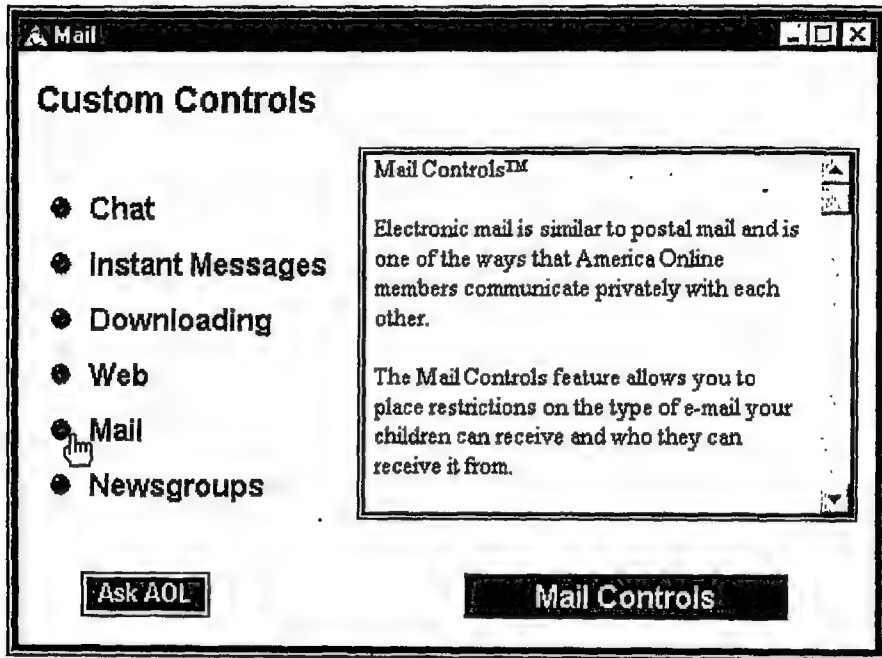 Mail
Custom Controls
Chat
Instant Messages
Downloading
Web
Mail
Newsgroups
Mail Controls™
Electronic mail is similar to postal mail and is
one of the ways that America Online
members communicate privately with each
other.
The Mail Controls feature allows you to
place restrictions on the type of e-mail your
children can receive and who they can
receive it from.
Ask AOL
Mail Controls